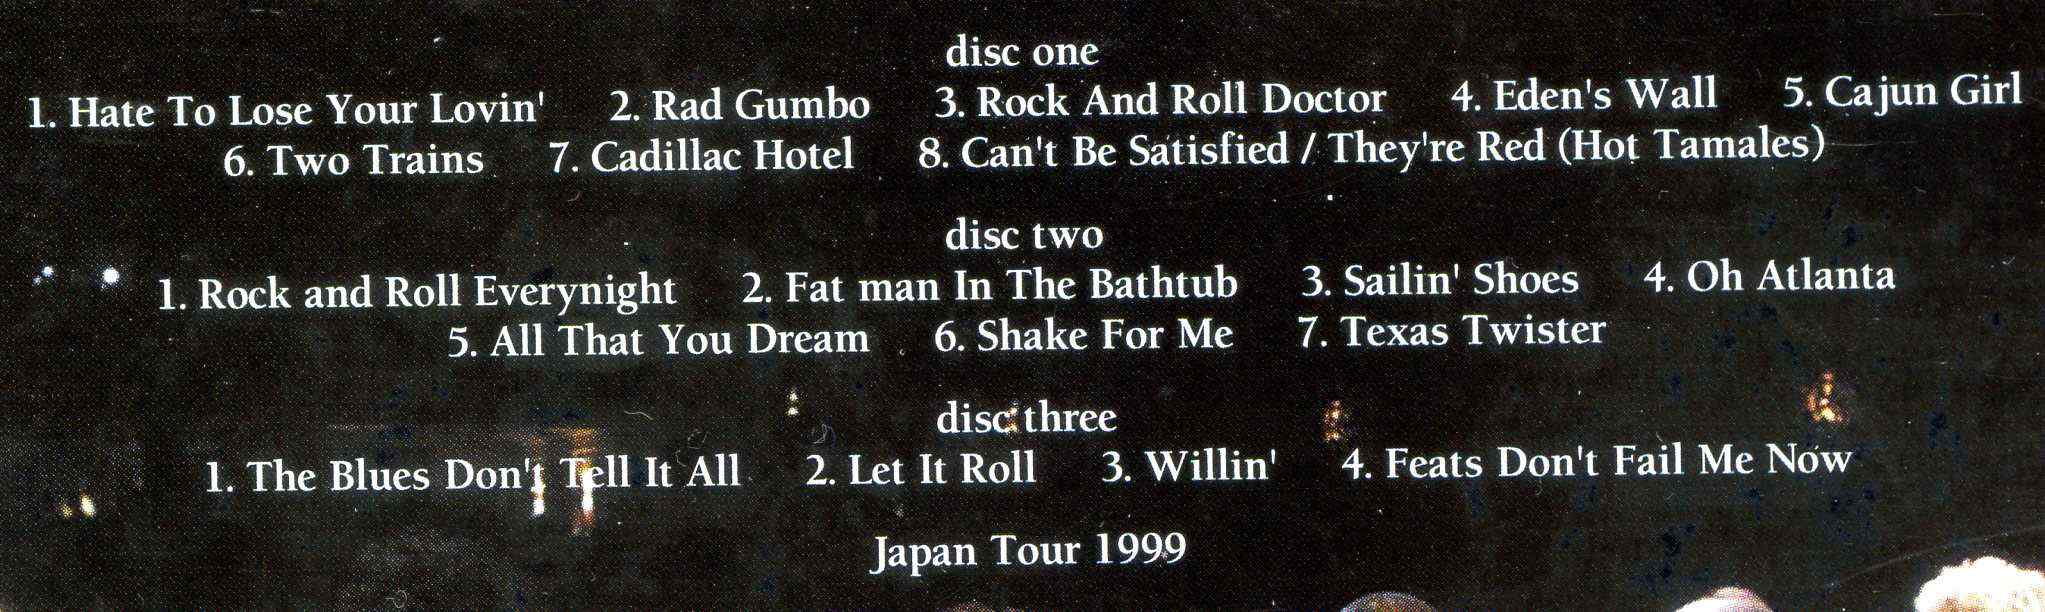 disc one
1. Hate To Lose Your Lovin' 2. Rad Gumbo 3. Rock And Roll Doctor 4. Eden's Wall 5. Cajun Girl
6. Two Trains 7. Cadillac Hotel 8. Can't Be Satisfied / They're Red (Hot Tamales)
disc two
1. Rock and Roll Everynight 2. Fat man In The Bathtub 3. Sailin' Shoes 4. Oh Atlanta
5. All That You Dream 6. Shake For Me 7. Texas Twister
disc three
1. The Blues Don't Tell It All 2. Let It Roll 3. Willin' 4. Feats Don't Fail Me Now
Japan Tour 1999